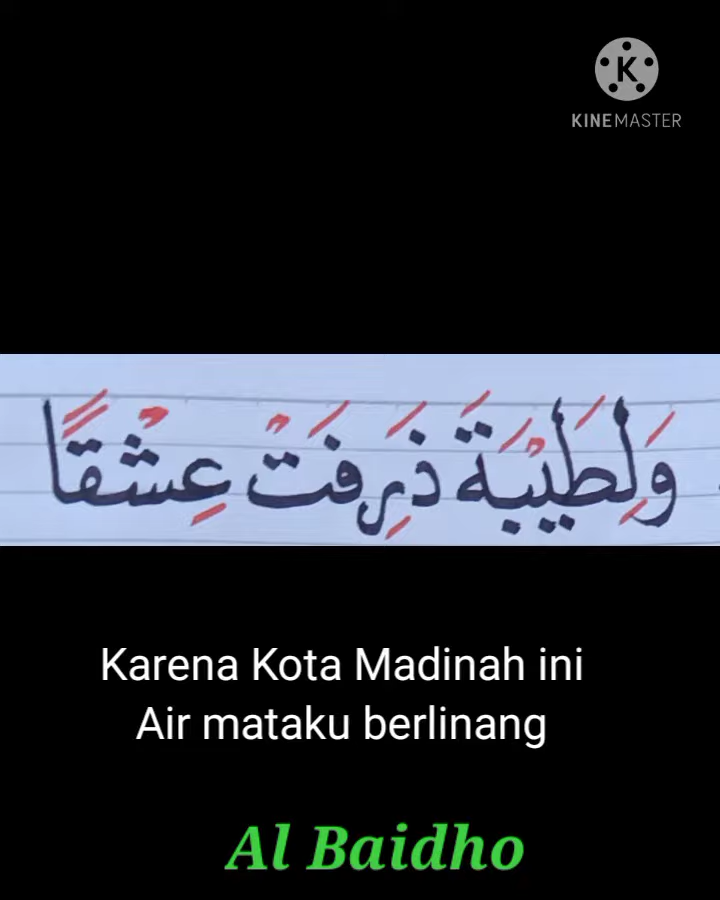 KINEMASTER
وَلِطَيْبَةَ ذَرِفَتْ عِشْقًا
Karena Kota Madinah ini
Air mataku berlinang
Al Baidho